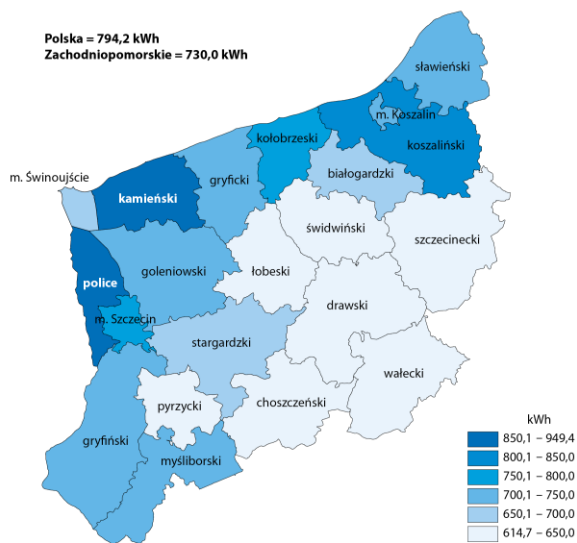 Polska = 794,2 kWh
Zachodniopomorskie = 730,0 kWh
sławieński
m. Koszalin
kołobrzeski
koszaliński
m. Świnoujście
kamieński
gryficki
białogardzki
świdwiński
szczecinecki
police
goleniowski
łobeski
drawski
m. Szczecin
stargardzki
wałecki
pyrzycki
choszczeński
gryfiński
myśliborski
kWh
850,1 – 949,4
800,1 – 850,0
750,1 – 800,0
700,1 – 750,0
650,1 – 700,0
614,7 – 650,0